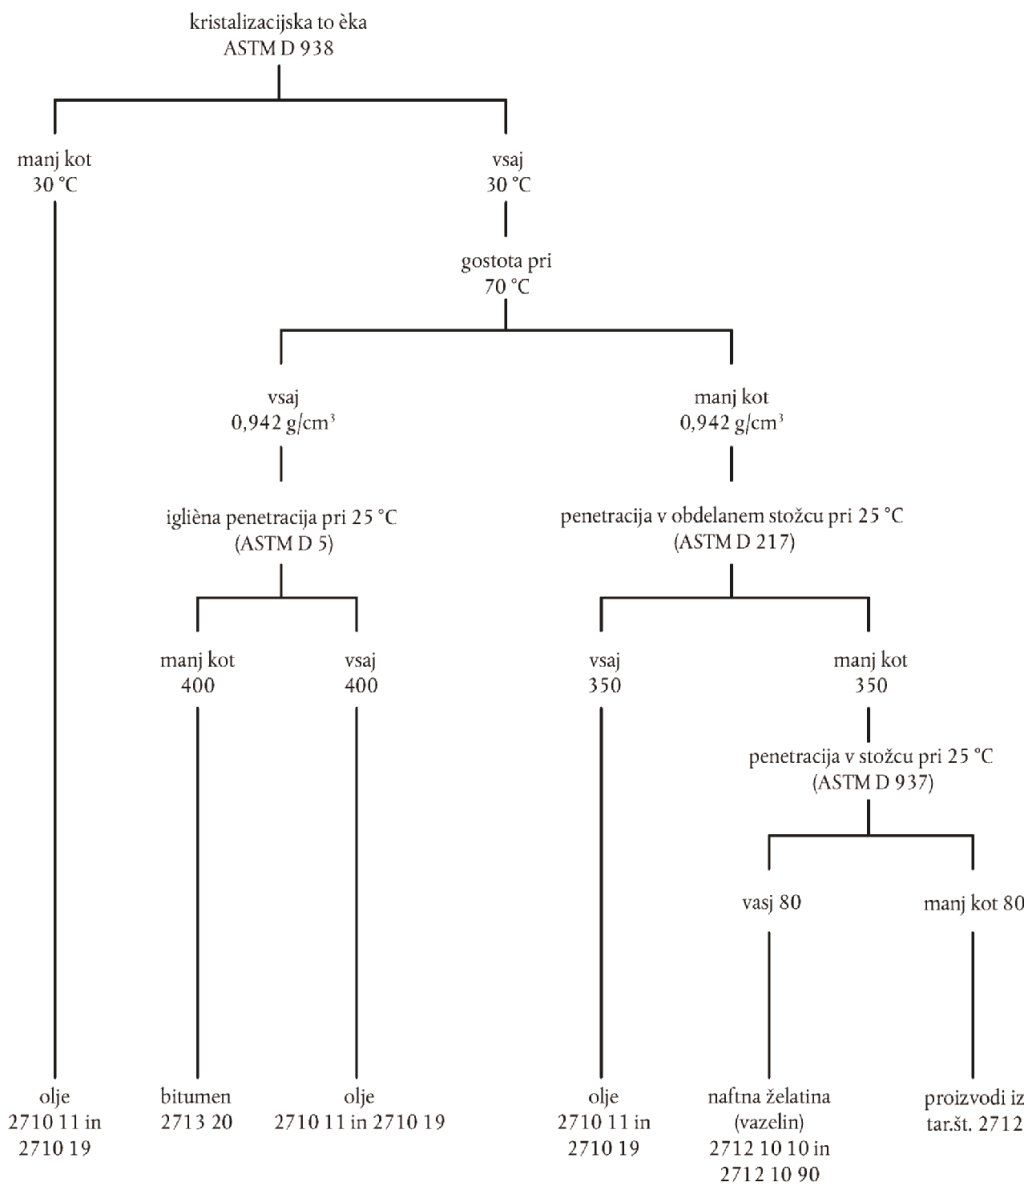 kristalizacijska to èka
ASTM D 938
manj kot
30 °C
vsaj
30 °C
gostota pri
70 °C
vsaj
0,942 g/cm³
manj kot
0,942 g/cm³
iglièna penetracija pri 25 °C
(ASTM D 5)
penetracija v obdelanem stožcu pri 25 °C
(ASTM D 217)
manj kot
400
vsaj
400
vsaj
350
manj kot
350
penetracija v stožcu pri 25 °C
(ASTM D 937)
vasj 80
manj kot 80
olje
2710 11 in
2710 19
bitumen
2713 20
olje
2710 11 in 2710 19
olje
2710 11 in
2710 19
naftna želatina
(vazelin)
2712 10 10 in
2712 10 90
proizvodi iz
tar.št. 2712